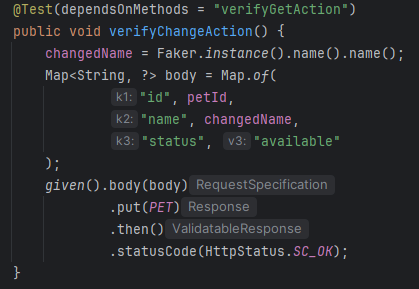 @Test(dependsOnMethods = "verifyGetAction")
public void verifyChangeAction() {
changedName = Faker.instance().name().name();
Map<String, ?> body = Map.of(
k1: "id", petId,
k2: "name", changedName,
k3: "status", v3: "available"
);
given().body(body) RequestSpecification
.put(PET) Response
.then() ValidatableResponse
.statusCode(HttpStatus.SC_OK);
}